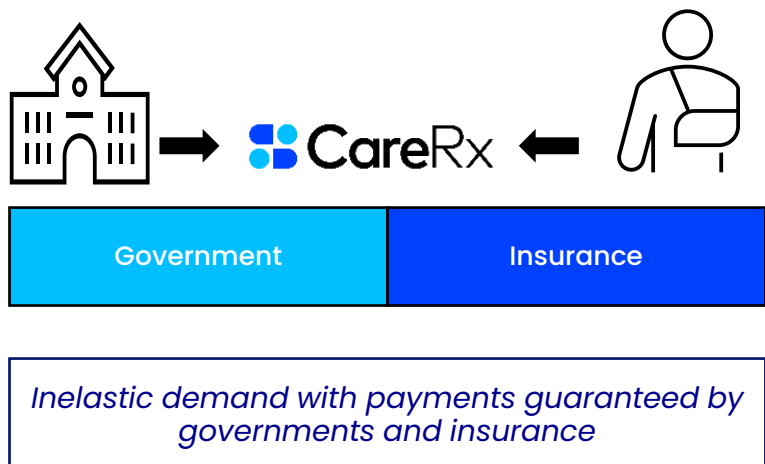 CareRx
Government
Insurance
Inelastic demand with payments guaranteed by
governments and insurance